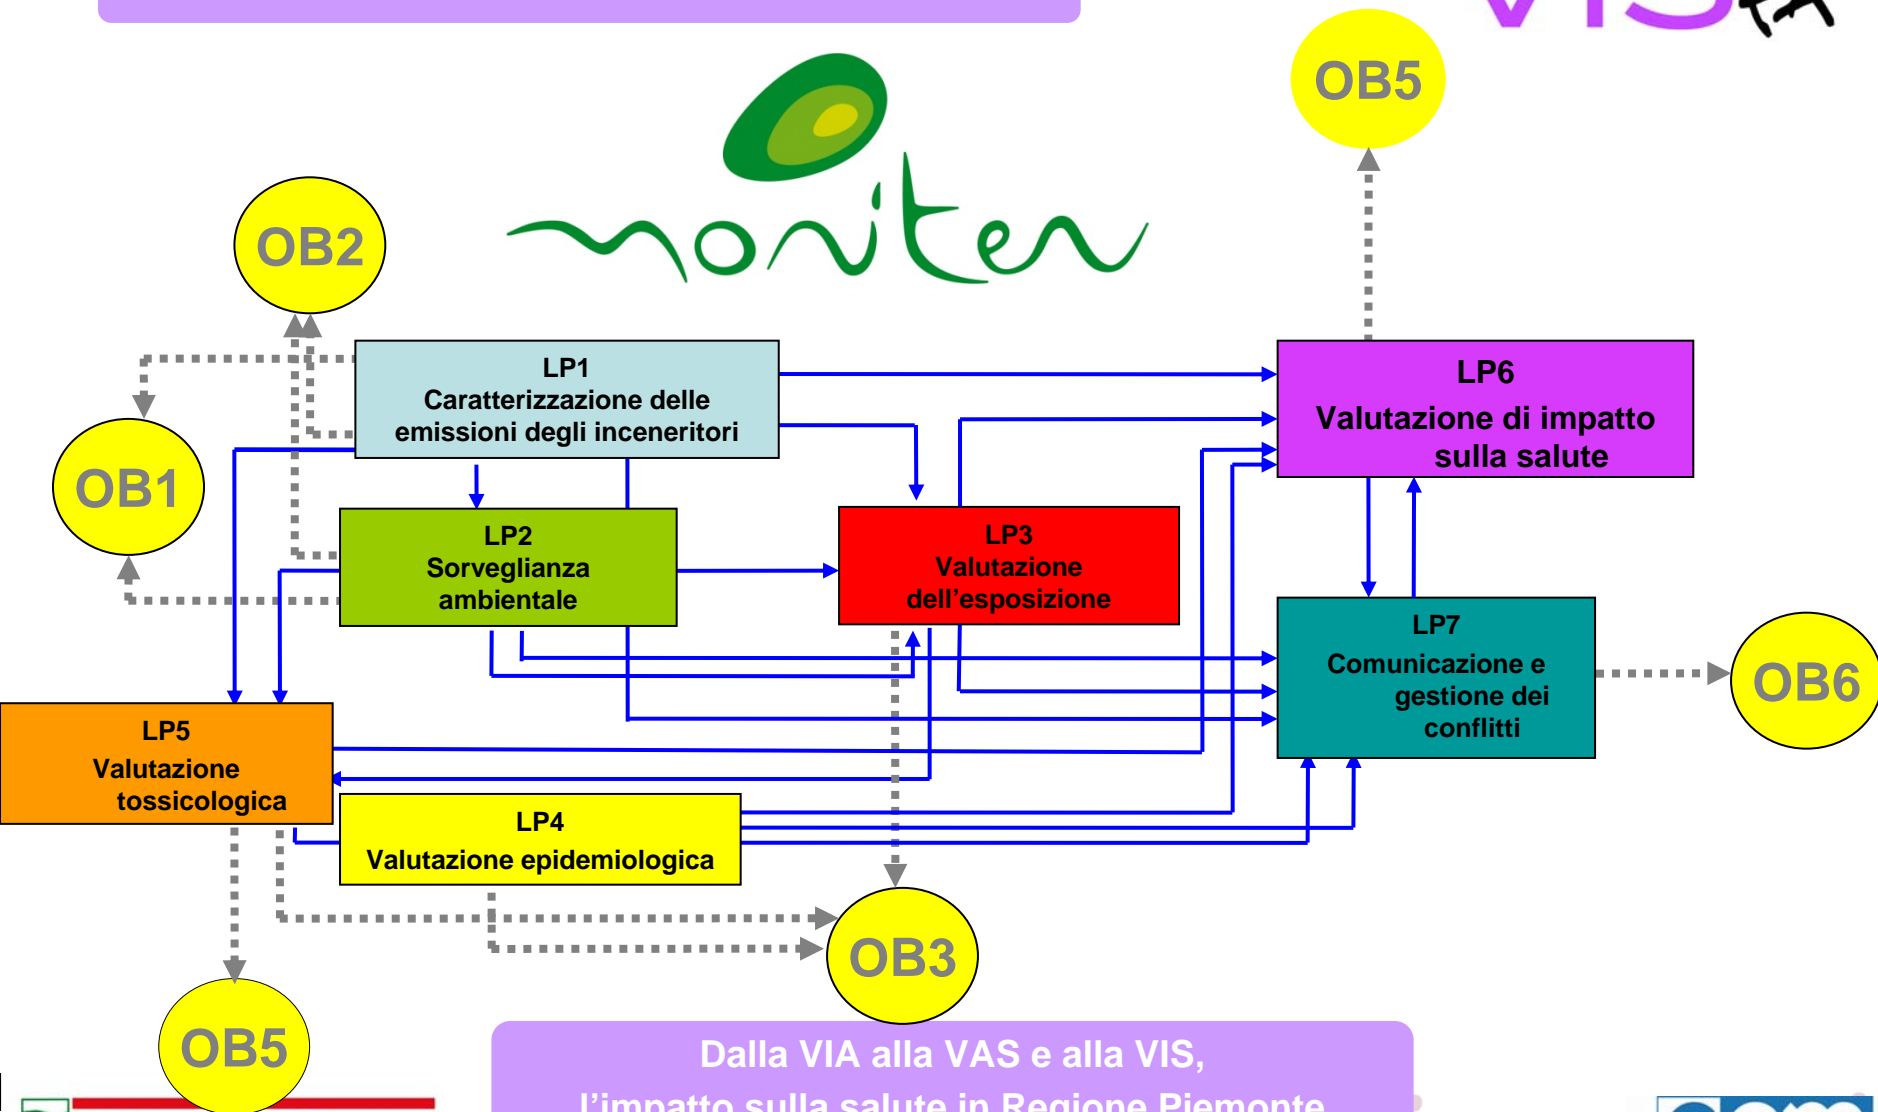 VIS
OB5
moniter
OB2
LP1
Caratterizzazione delle
emissioni degli inceneritori
LP6
Valutazione di impatto
sulla salute
OB1
LP2
Sorveglianza
ambientale
LP3
Valutazione
dell'esposizione
LP7
Comunicazione e
gestione dei
conflitti
OB6
LP5
Valutazione
tossicologica
LP4
Valutazione epidemiologica
OB3
OB5
Dalla VIA alla VAS e alla VIS,
l'impatto sulla salute in Regione Piemonte